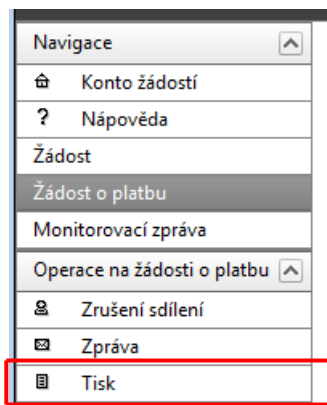 Navigace
Konto žádostí
? Nápověda
Žádost
Žádost o platbu
Monitorovací zpráva
Operace na žádosti o platbu
Zrušení sdílení
Zpráva
Tisk